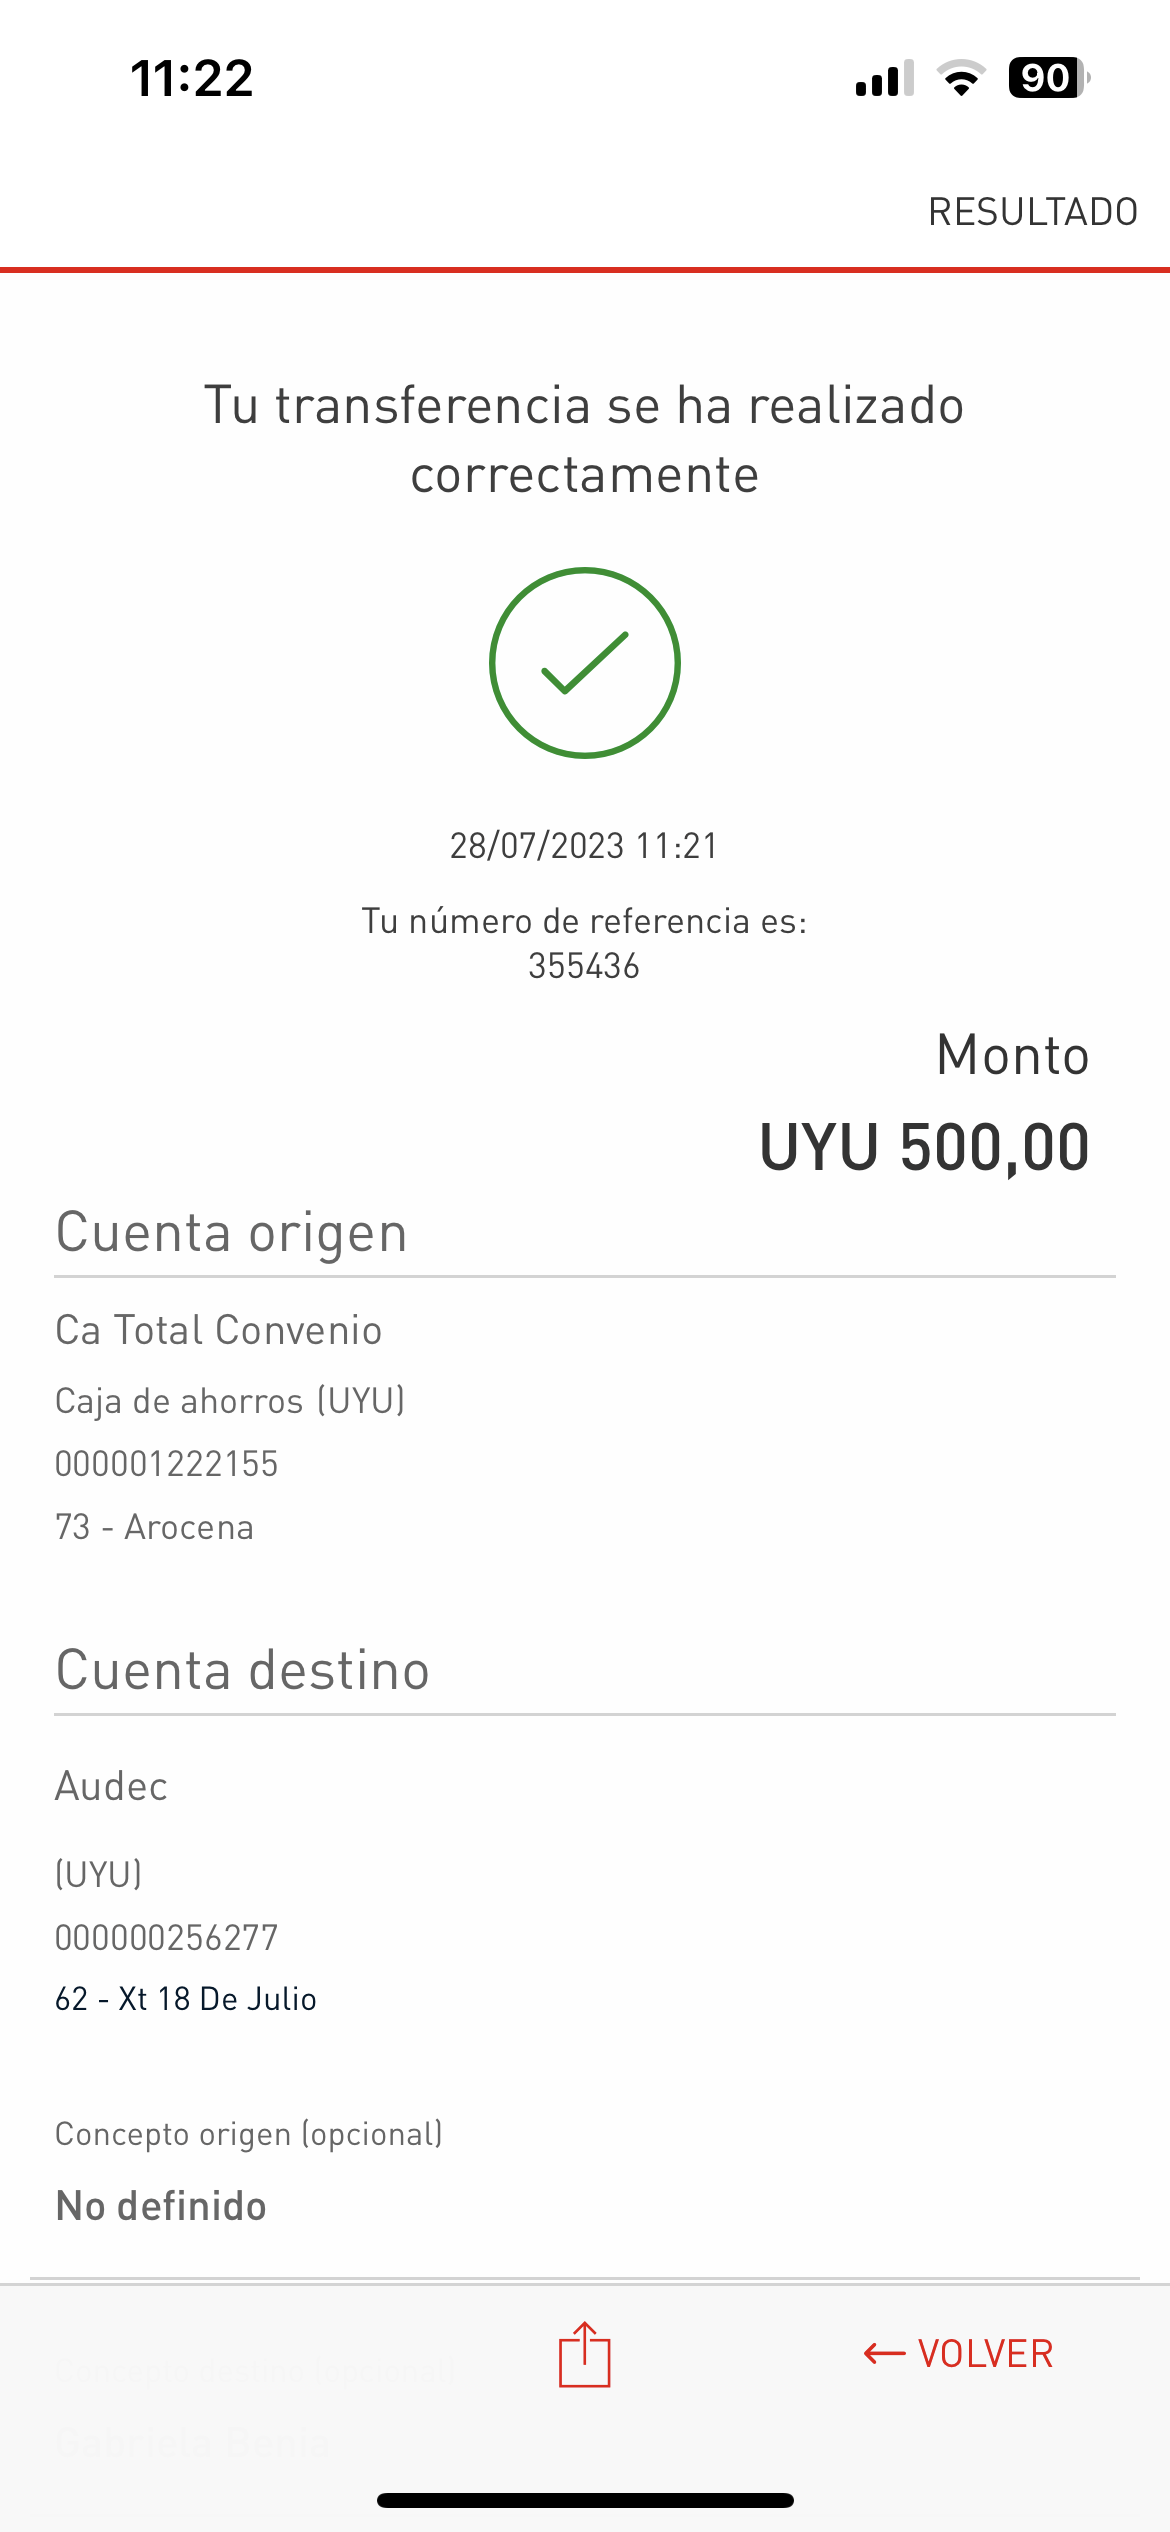 11:22
90
RESULTADO
Tu transferencia se ha realizado
correctamente
28/07/2023 11:21
Tu número de referencia es:
355436
Monto
UYU 500,00
Cuenta origen
Ca Total Convenio
Caja de ahorros (UYU)
000001222155
73 - Arocena
Cuenta destino
Audec
(UYU)
000000256277
62 - Xt 18 De Julio
Concepto origen (opcional)
No definido
VOLVER